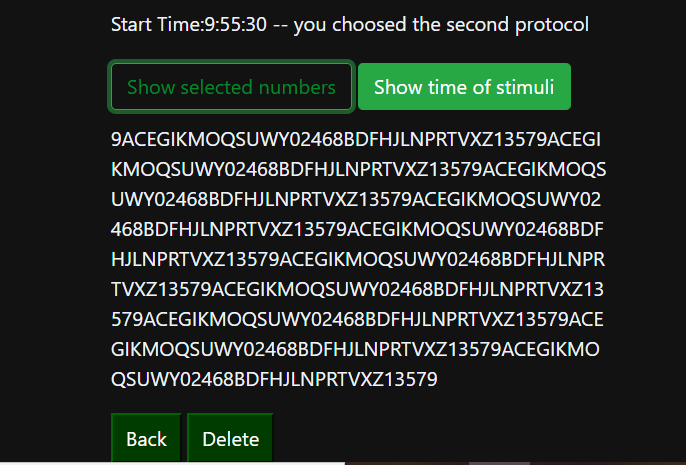 Start Time:9:55:30 -- you choosed the second protocol
Show selected numbers Show time of stimuli
9ACEGIKMOQSUWY02468BDFHJLNPRTVXZ13579ACEGI
KMOQSUWY02468BDFHJLNPRTVXZ13579ACEGIKMOQS
UWY02468BDFHJLNPRTVXZ13579ACEGIKMOQSUWY02
468BDFHJLNPRTVXZ13579ACEGIKMOQSUWY02468BDF
HJLNPRTVXZ13579ACEGIKMOQSUWY02468BDFHJLNPR
TVXZ13579ACEGIKMOQSUWY02468BDFHJLNPRTVXZ13
579ACEGIKMOQSUWY02468BDFHJLNPRTVXZ13579ACE
GIKMOQSUWY02468BDFHJLNPRTVXZ13579ACEGIKMO
QSUWY02468BDFHJLNPRTVXZ13579
Back Delete